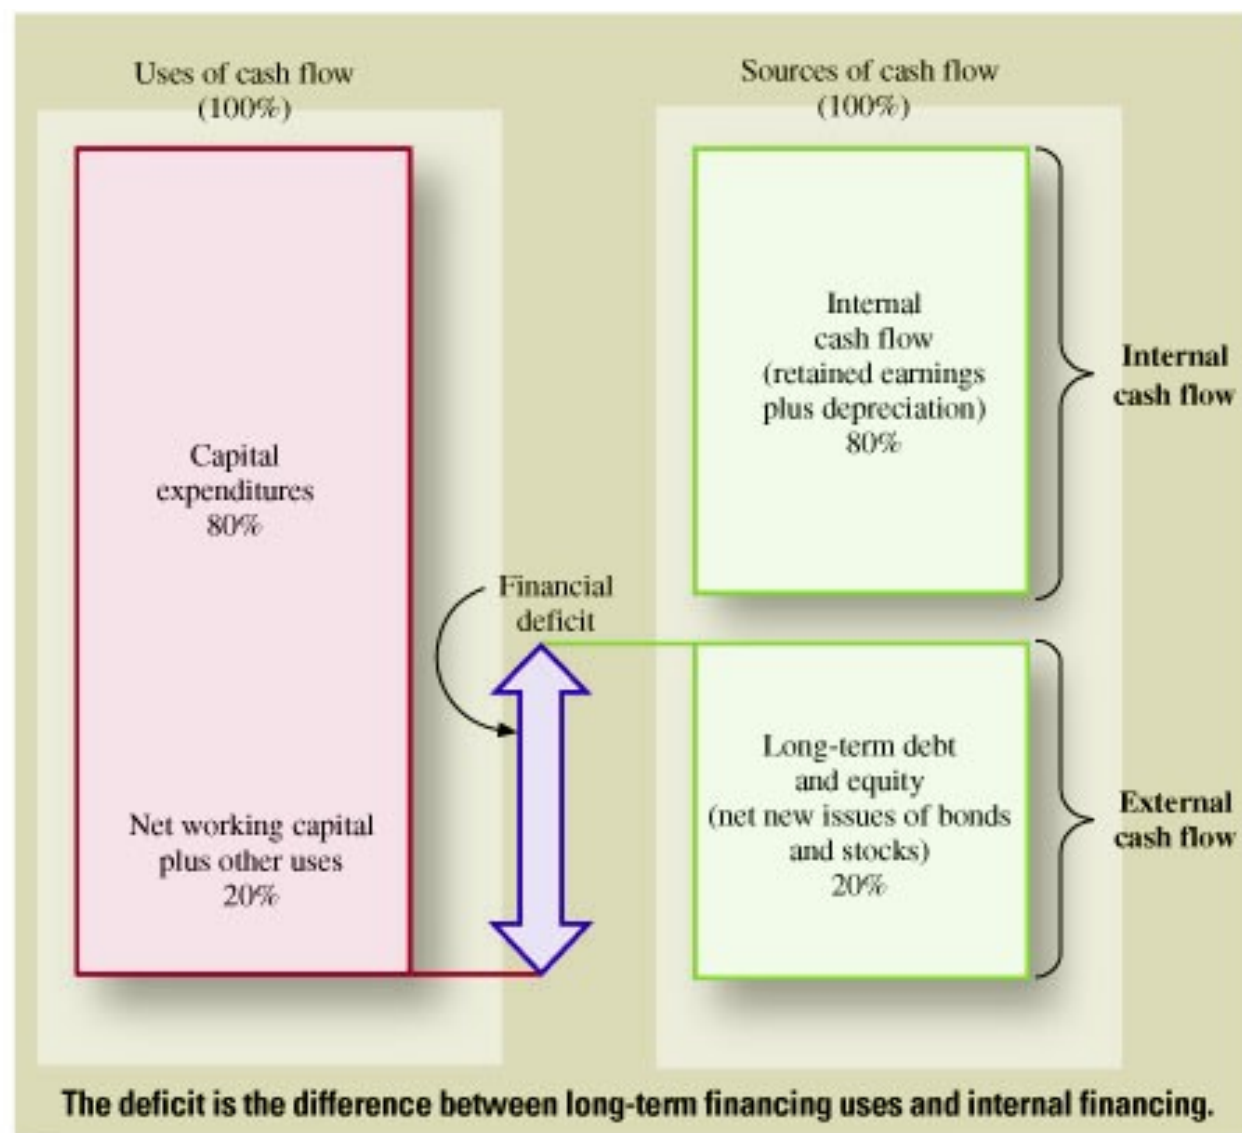 Uses of cash flow
(100%)
Capital
expenditures
80%
Net working capital
plus other uses
20%
Financial
deficit
Sources of cash flow
(100%)
Internal
cash flow
(retained earnings
plus depreciation)
80%
Internal
cash flow
Long-term debt
and equity
(net new issues of bonds
and stocks)
20%
External
cash flow
The deficit is the difference between long-term financing uses and internal financing.